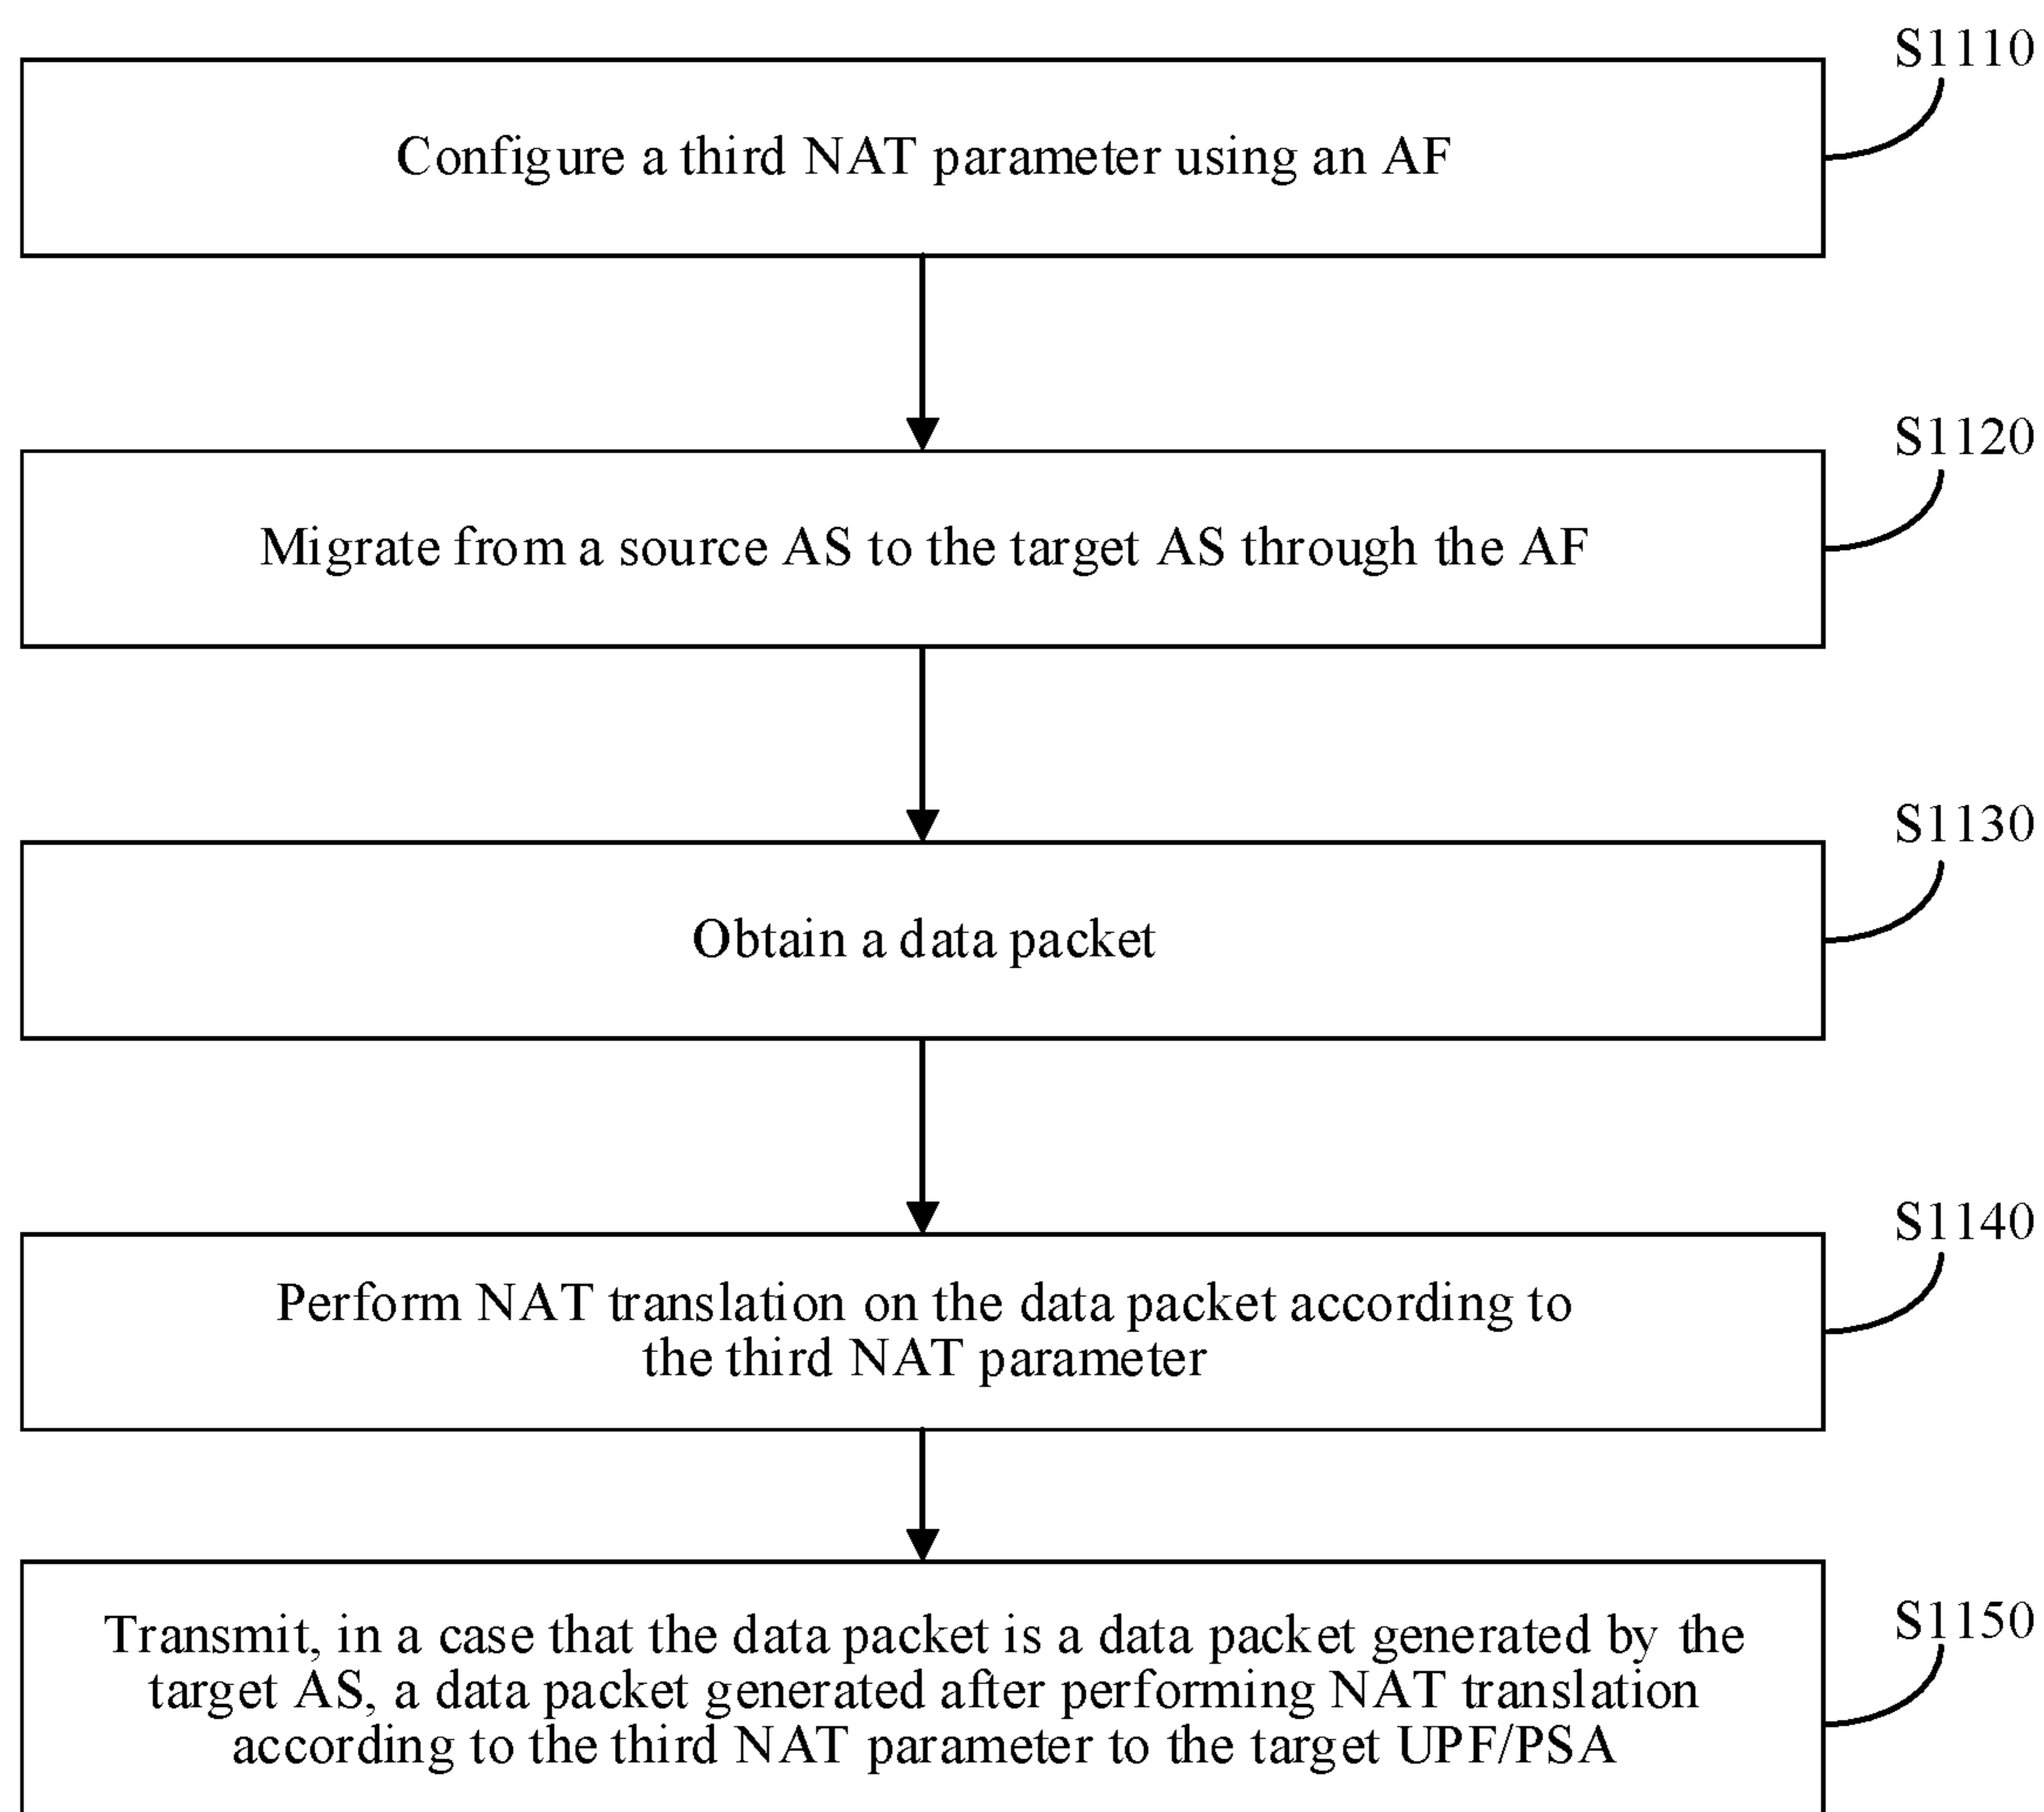 S1110
Configure a third NAT parameter using an AF
S1120
Migrate from a source AS to the target AS through the AF
S1130
Obtain a data packet
S1140
Perform NAT translation on the data packet according to
the third NAT parameter
S1150
Transmit, in a case that the data packet is a data packet generated by the
target AS, a data packet generated after performing NAT translation
according to the third NAT parameter to the target UPF/PSA